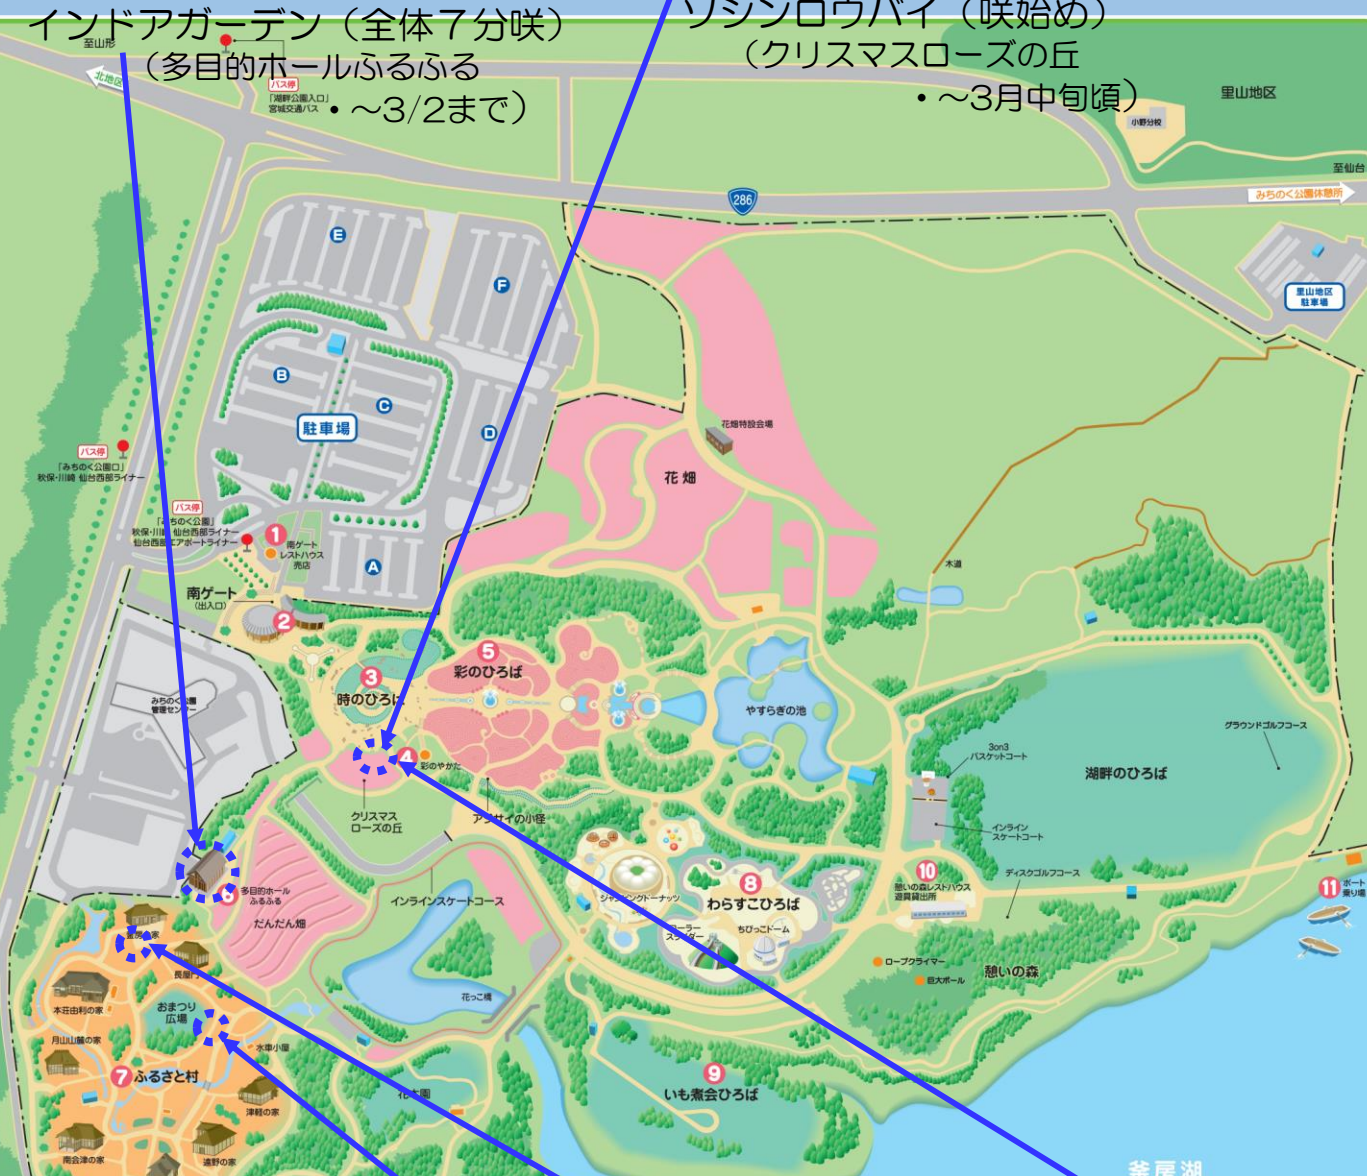 インドアガーデン（全体７分咲）
（多目的ホールふるふる
・～3/2まで）
ソシンロウバイ（咲始め）
（クリスマスローズの丘
・～3月中旬頃）
至山形
北地区
バス停
「湖畔公園入口」
宮城交通バス
里山地区
小野分校
至仙台
みちのく公園休憩所
286
里山地区
駐車場
E
F
B
C
駐車場
D
A
花畑特設会場
花畑
バス停
「みちのく公園口」
秋保・川崎 仙台西部ライナー
バス停
「みちのく公園」
秋保・川崎 仙台西部ライナー
仙台西部エアポートライナー
1
南ゲート
レストハウス
売店
南ゲート
(出入口)
2
木道
3
時のひろば
5
彩のひろば
やすらぎの池
みちのく公園
管理センター
4
彩のやかた
クリスマス
ローズの丘
アジサイの小径
グラウンドゴルフコース
3on3
バスケットコート
湖畔のひろば
インライン
スケートコート
ディスクゴルフコース
10
憩いの森レストハウス
遊具貸出所
11
ボート
乗り場
6
多目的ホール
ふるふる
だんだん畑
インラインスケートコース
ジャンピングドーナッツ
8
わらすこひろば
ローラー
スライダー
ちびっこドーム
ロープクライマー
巨大ボール
憩いの森
釜房の家
長屋門
本荘由利の家
おまつり
広場
花っこ橋
月山山麓の家
水車小屋
7
ふるさと村
津軽の家
花木園
9
いも煮会ひろば
南会津の家
遠野の家
釜房湖